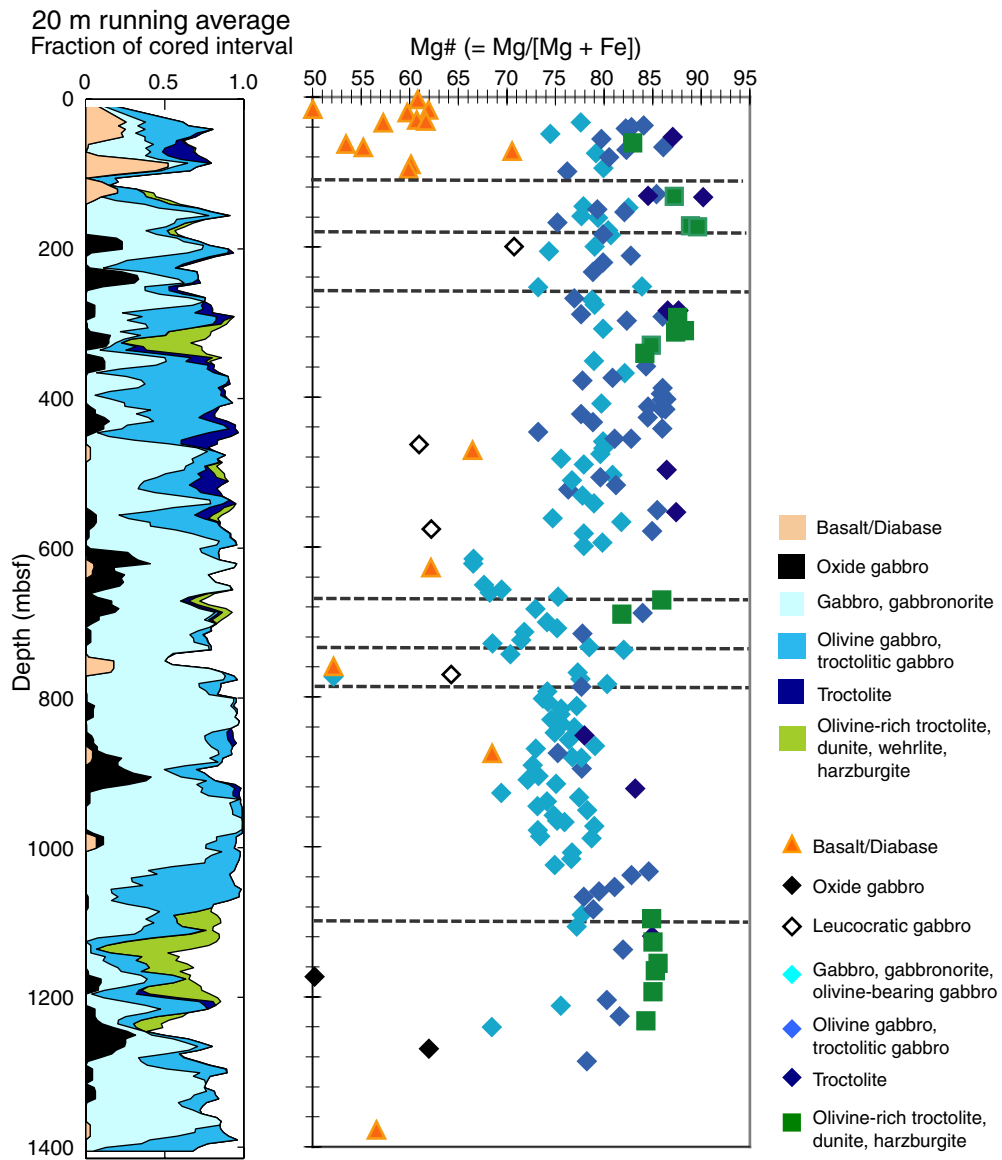 20 m running average
Fraction of cored interval
Mg# (= Mg/[Mg + Fe])
0 0.5 1.0
50 55 60 65 70 75 80 85 90 95
0
200
400
600
800
1000
1200
1400
Depth (mbsf)
Basalt/Diabase
Oxide gabbro
Gabbro, gabbronorite
Olivine gabbro,
troctolitic gabbro
Troctolite
Olivine-rich troctolite,
dunite, wehrlite,
harzburgite
Basalt/Diabase
Oxide gabbro
Leucocratic gabbro
Gabbro, gabbronorite,
olivine-bearing gabbro
Olivine gabbro,
troctolitic gabbro
Troctolite
Olivine-rich troctolite,
dunite, harzburgite